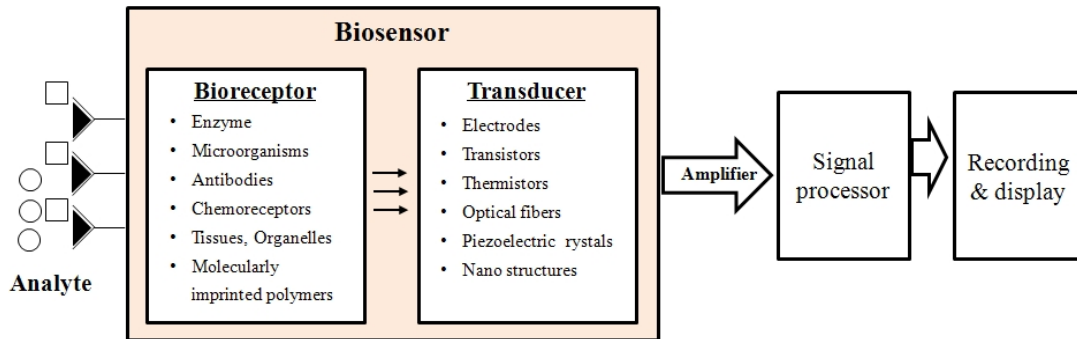 Biosensor
Analyte
Bioreceptor
• Enzyme
• Microorganisms
• Antibodies
• Chemoreceptors
• Tissues, Organelles
• Molecularly
imprinted polymers
Transducer
• Electrodes
• Transistors
• Thermistors
• Optical fibers
• Piezoelectric rystals
• Nano structures
Amplifier
Signal
processor
Recording
& display